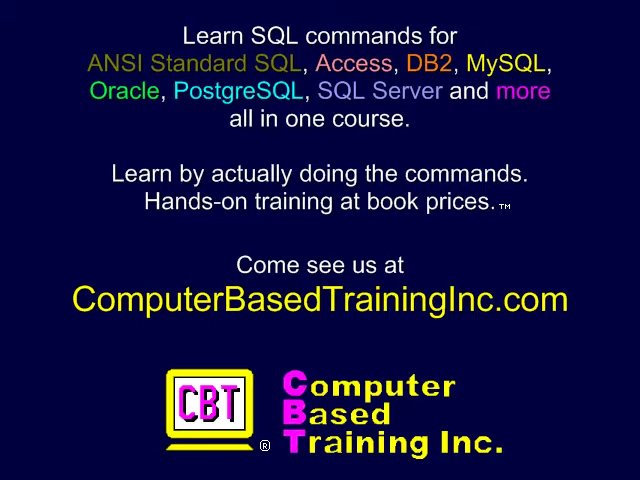 Learn SQL commands for
ANSI Standard SQL, Access, DB2, MySQL,
Oracle, PostgreSQL, SQL Server and more
all in one course.
Learn by actually doing the commands.
Hands-on training at book prices.™
Come see us at
ComputerBasedTrainingInc.com
CBT®
Computer
Based
Training Inc.